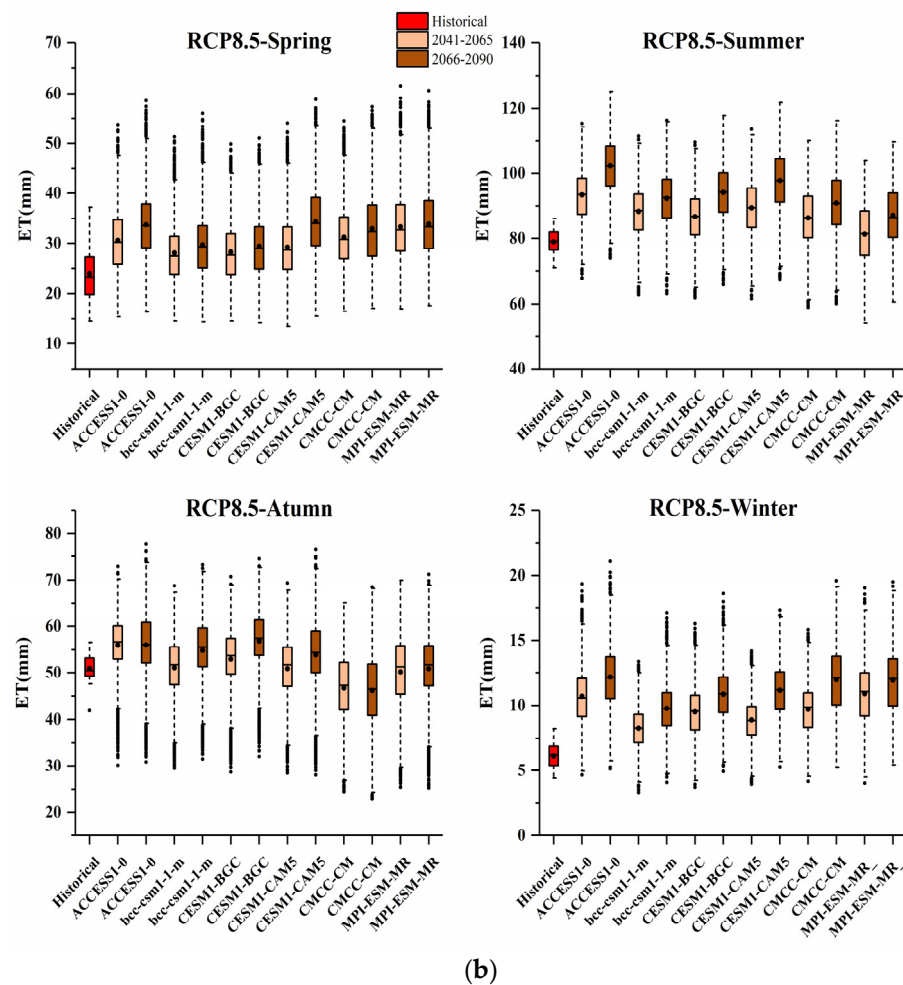 Historical
2041-2065
2066-2090
RCP8.5-Spring
ET(mm)
70
60
50
40
30
20
10
Historical
ACCESS1-0
ACCESS1-0
bcc-csm1-1-m
bcc-csm1-1-m
CESM1-BGC
CESM1-BGC
CESM1-CAM5
CESM1-CAM5
CMCC-CM
CMCC-CM
MPI-ESM-MR
MPI-ESM-MR
RCP8.5-Summer
ET(mm)
140
120
100
80
60
40
Historical
ACCESS1-0
ACCESS1-0
bcc-csm1-1-m
bcc-csm1-1-m
CESM1-BGC
CESM1-BGC
CESM1-CAM5
CESM1-CAM5
CMCC-CM
CMCC-CM
MPI-ESM-MR
MPI-ESM-MR
RCP8.5-Atumn
ET(mm)
80
70
60
50
40
30
20
Historical
ACCESS1-0
ACCESS1-0
bcc-csm1-1-m
bcc-csm1-1-m
CESM1-BGC
CESM1-BGC
CESM1-CAM5
CESM1-CAM5
CMCC-CM
CMCC-CM
MPI-ESM-MR
MPI-ESM-MR
RCP8.5-Winter
ET(mm)
25
20
15
10
5
0
Historical
ACCESS1-0
ACCESS1-0
bcc-csm1-1-m
bcc-csm1-1-m
CESM1-BGC
CESM1-BGC
CESM1-CAM5
CESM1-CAM5
CMCC-CM
CMCC-CM
MPI-ESM-MR_
MPI-ESM-MR_
(b)